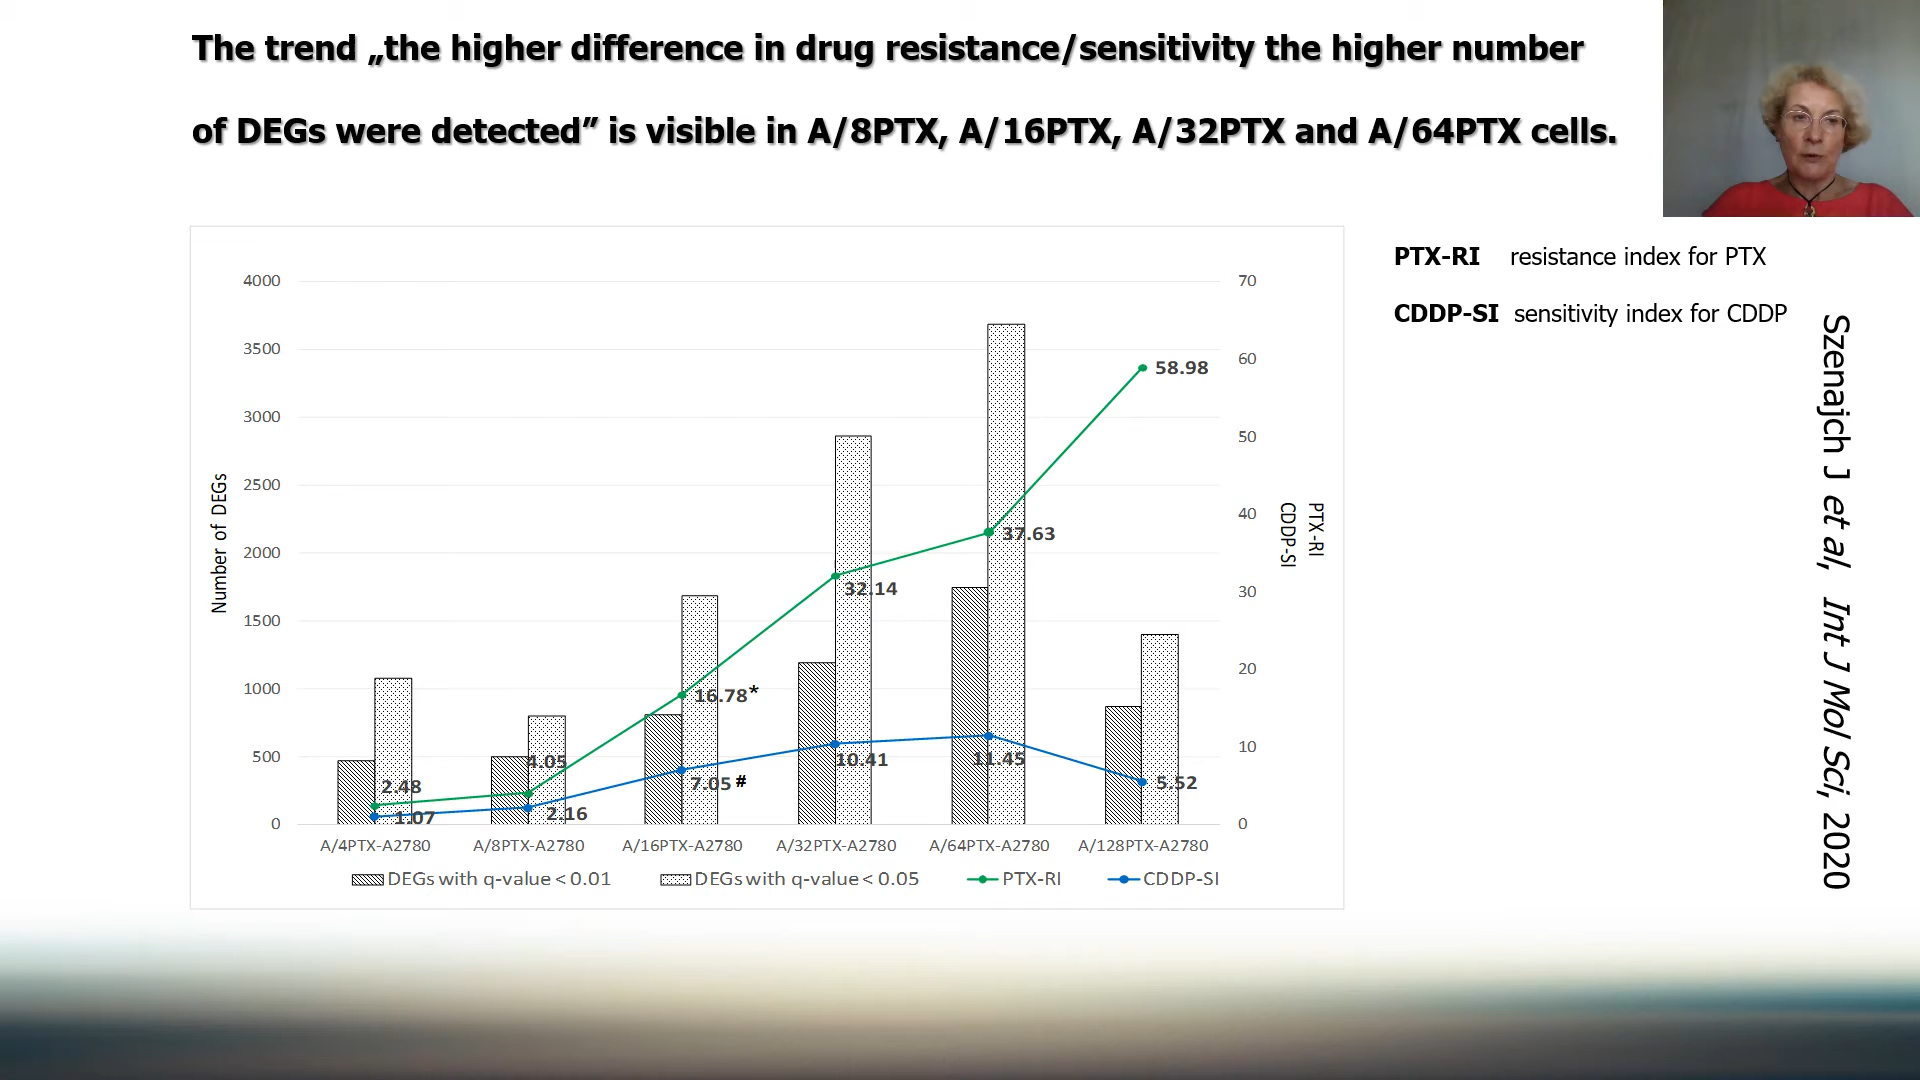 The trend „the higher difference in drug resistance/sensitivity the higher number
of DEGs were detected” is visible in A/8PTX, A/16PTX, A/32PTX and A/64PTX cells.
PTX-RI resistance index for PTX
CDDP-SI sensitivity index for CDDP
Szenajch J et al, Int J Mol Sci, 2020
Number of DEGs
4000
3500
3000
2500
2000
1500
1000
500
0
70
60
50
40
30
20
10
0
PTX-RI
CDDP-SI
2.48
4.05
16.78*
32.14
37.63
58.98
1.07
2.16
7.05 #
10.41
11.45
5.52
A/4PTX-A2780 A/8PTX-A2780 A/16PTX-A2780 A/32PTX-A2780 A/64PTX-A2780 A/128PTX-A2780
DEGs with q-value < 0.01 DEGs with q-value < 0.05 PTX-RI CDDP-SI